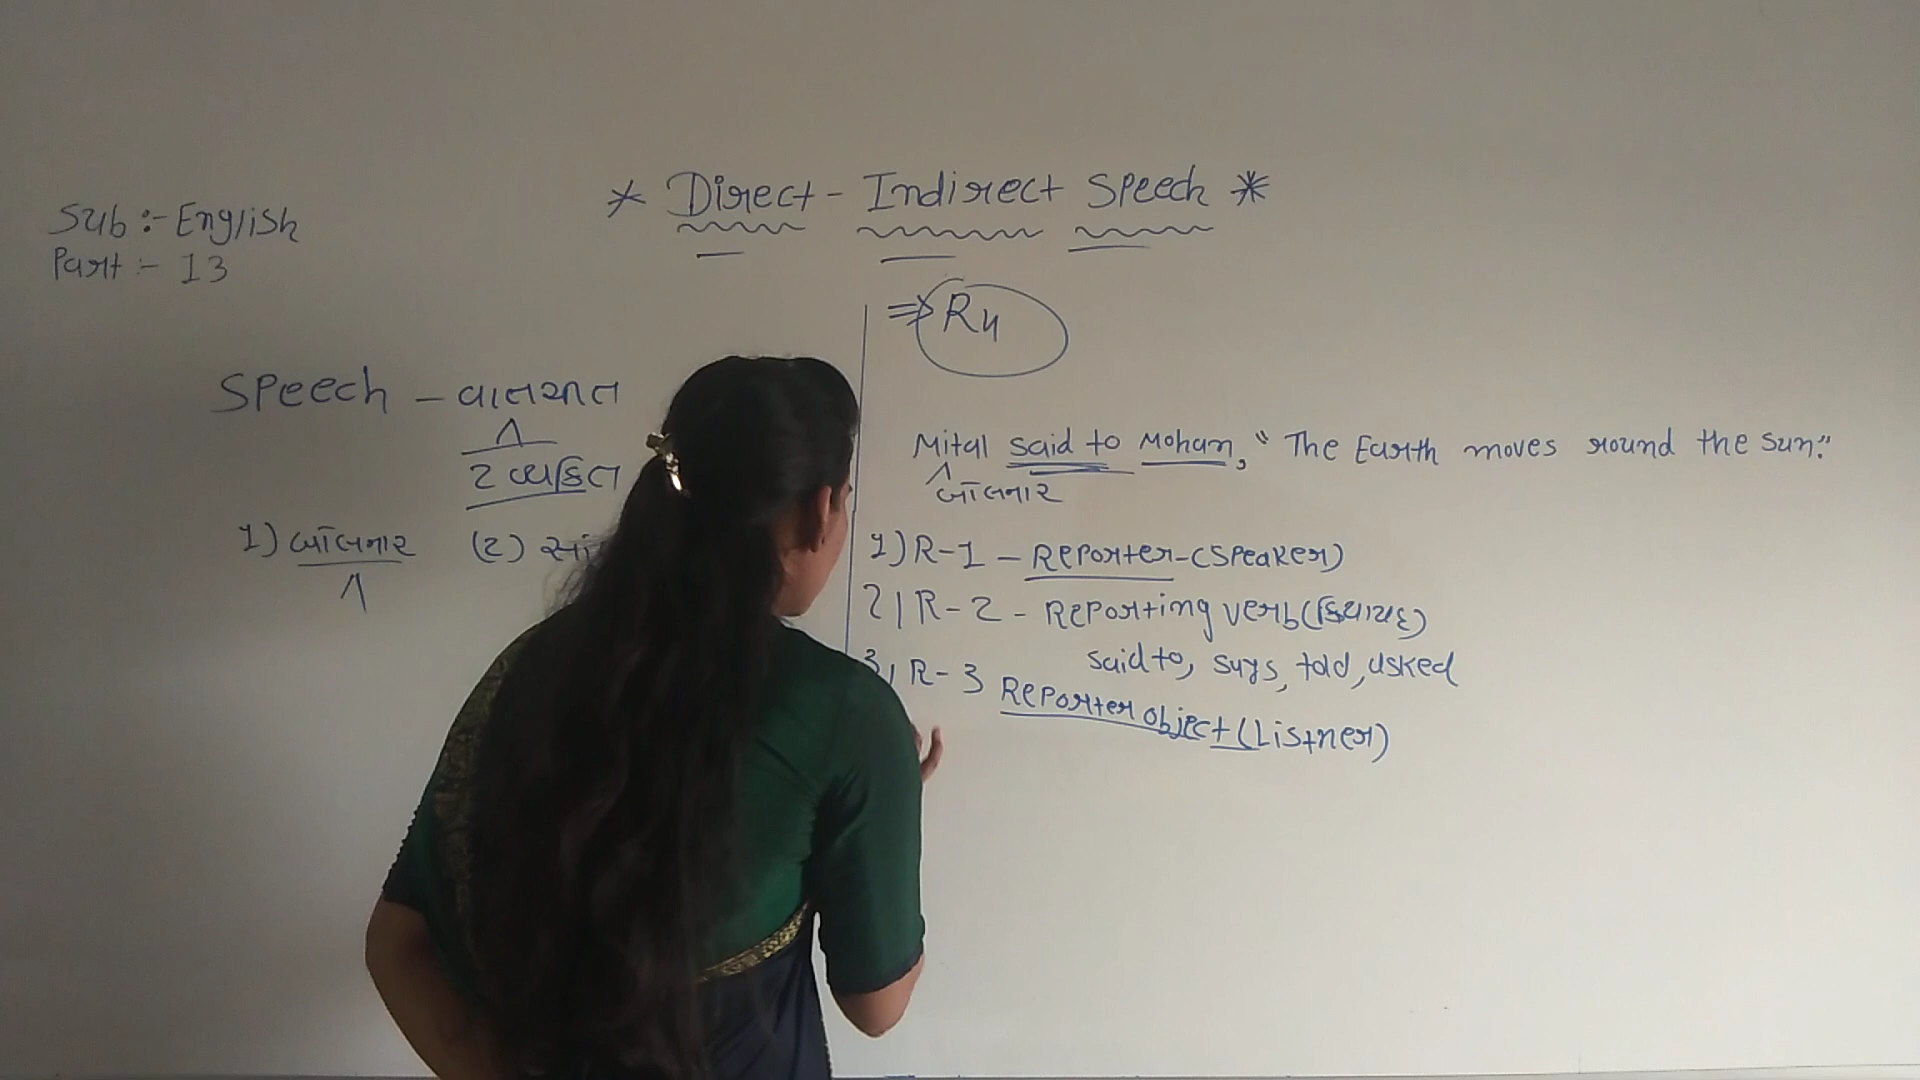 * Direct - Indirect Speech *
Sub :- English
Part :- 13
Speech - વાતચીત
2 વ્યકિત
1) બોલનાર (2)
⇒ R4
Mital said to Mohan, "The Earth moves round the sun."
બોલનાર
1) R-1 - Reporter-(Speaker)
2) R-2 - Reporting verb (ક્રિયાપદ)
said to, says, told, asked
3) R-3 Reporter object (Listner)